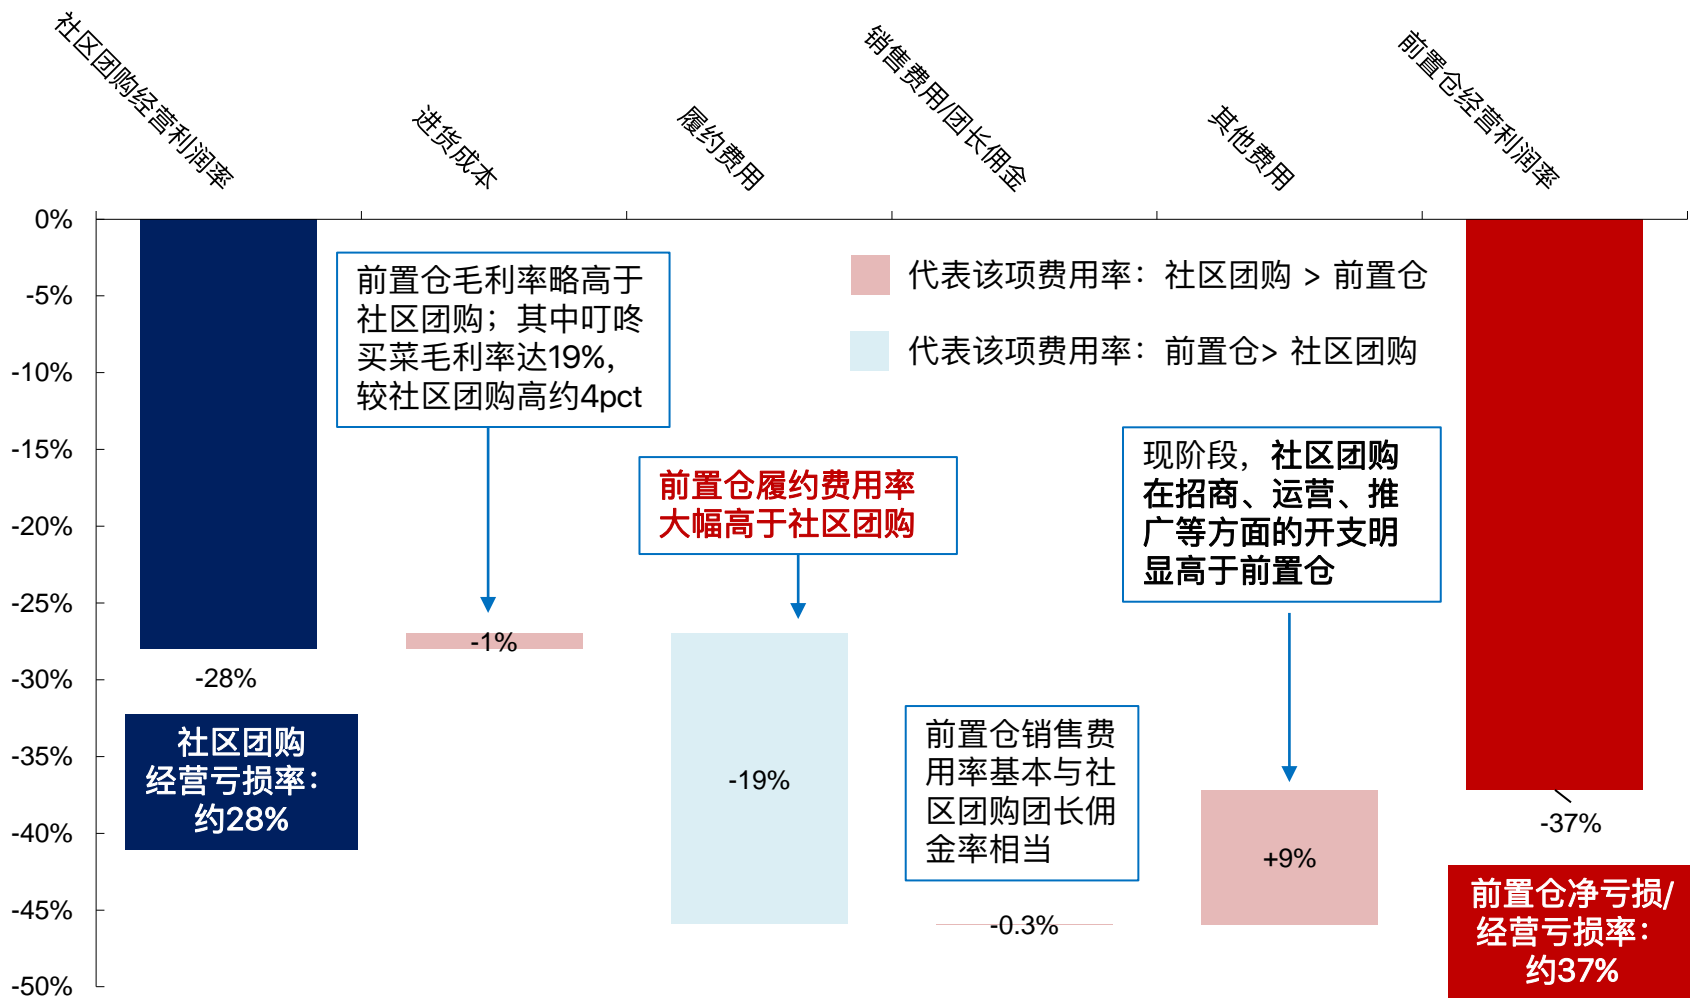 社区团购经营利润率
进货成本
履约费用
销售费用/团长佣金
其他费用
前置仓经营利润率
0%
-5%
-10%
-15%
-20%
-25%
-30%
-35%
-40%
-45%
-50%
代表该项费用率：社区团购 > 前置仓
代表该项费用率：前置仓> 社区团购
前置仓毛利率略高于
社区团购；其中叮咚
买菜毛利率达19%，
较社区团购高约4pct
前置仓履约费用率
大幅高于社区团购
现阶段，社区团购
在招商、运营、推
广等方面的开支明
显高于前置仓
前置仓销售费
用率基本与社
区团购团长佣
金率相当
-28%
-1%
-19%
-0.3%
+9%
-37%
社区团购
经营亏损率：
约28%
前置仓净亏损/
经营亏损率：
约37%